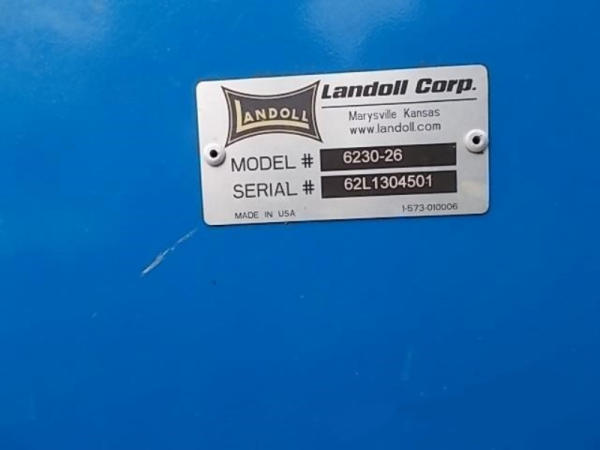 LANDOLL
Landoll Corp.
Marysville Kansas
www.landoll.com
MODEL # 6230-26
SERIAL # 62L1304501
MADE IN USA 1-573-010006